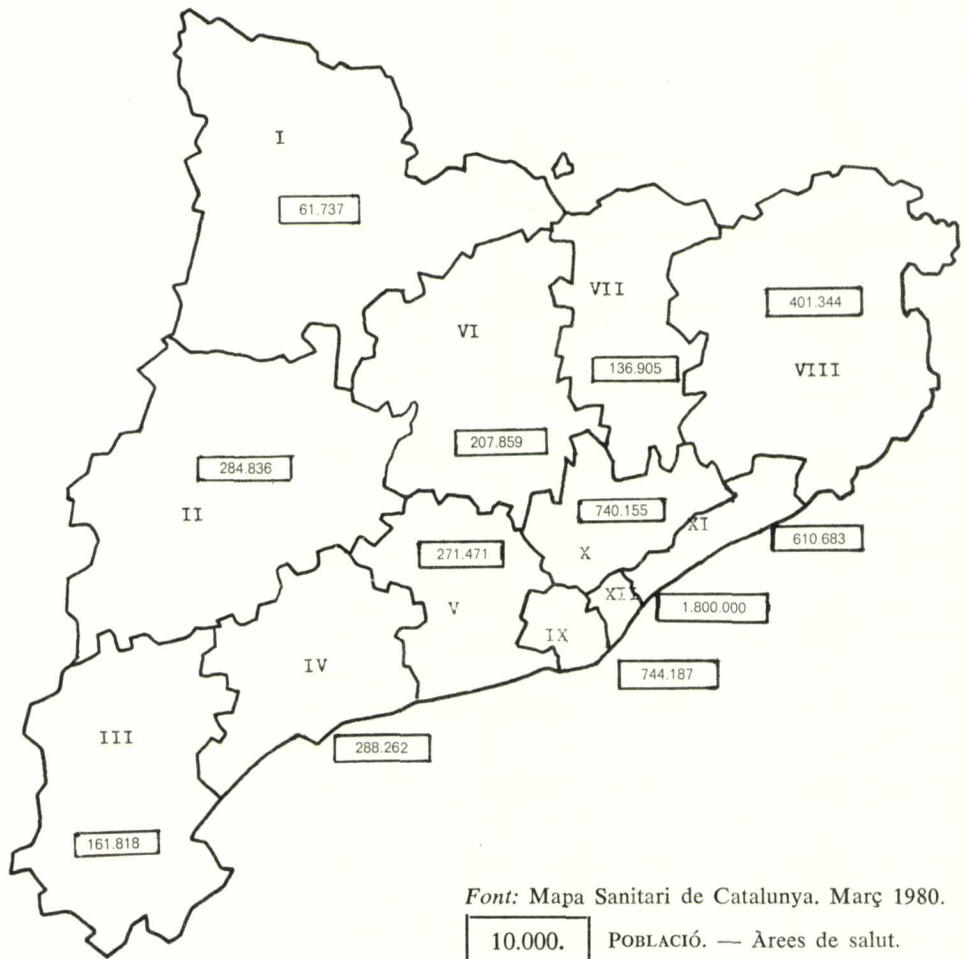 I
61.737
VII
401.344
VI
136.905
VIII
207.859
284.836
II
740.155
XI
610.683
271.471
X
XII
1.800.000
V
IX
744.187
IV
III
288.262
161.818
Font: Mapa Sanitari de Catalunya. Març 1980.
10.000. POBLACIÓ. — Àrees de salut.